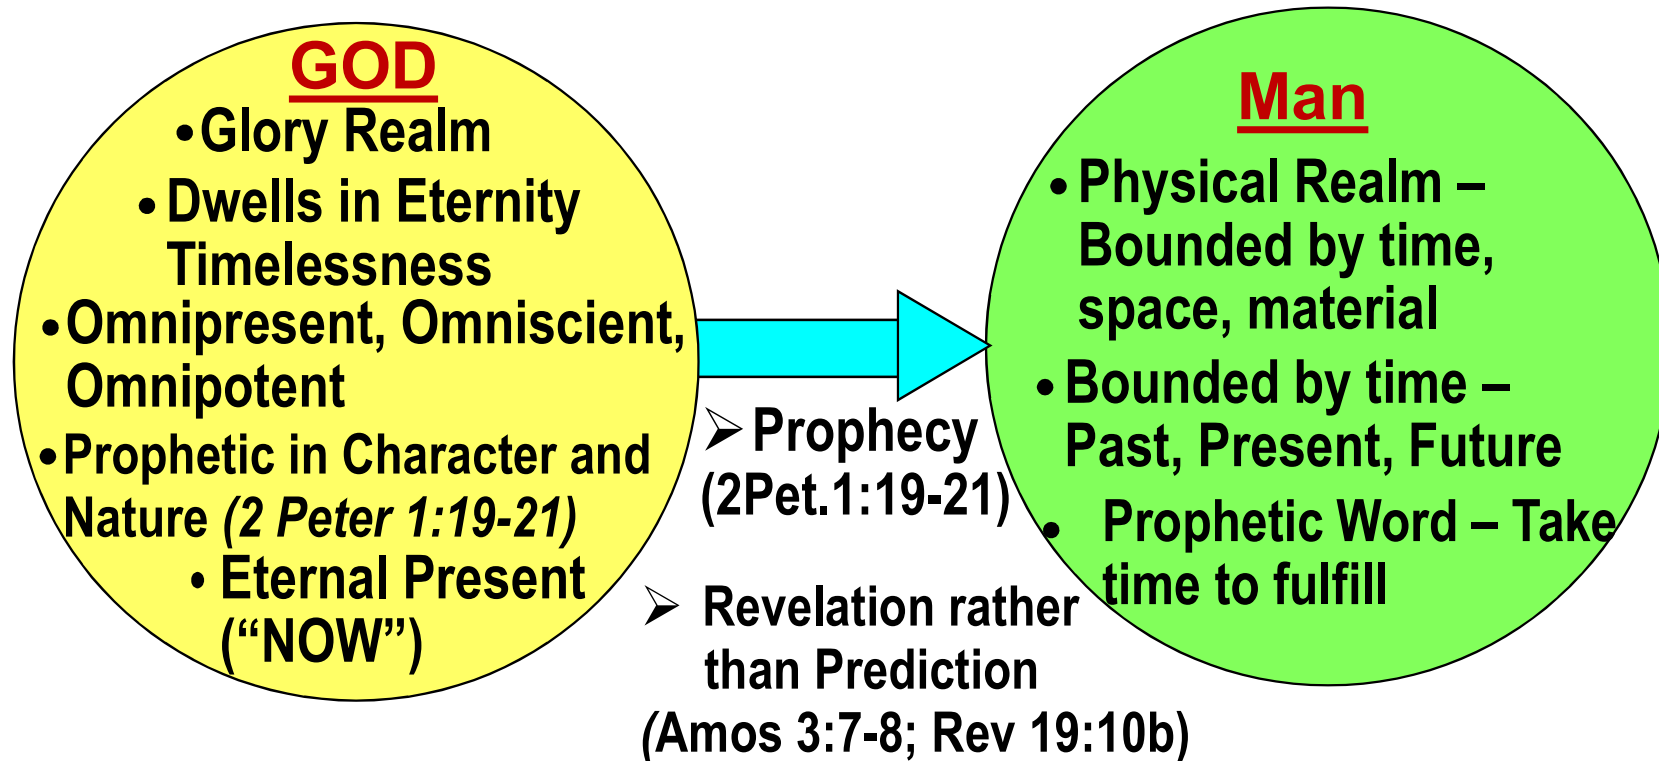 GOD
•Glory Realm
• Dwells in Eternity
Timelessness
•Omnipresent, Omniscient,
Omnipotent
•Prophetic in Character and
Nature (2 Peter 1:19-21)
• Eternal Present
(“NOW”)
➢ Prophecy
(2Pet.1:19-21)
➢ Revelation rather
than Prediction
(Amos 3:7-8; Rev 19:10b)
Man
• Physical Realm –
Bounded by time,
space, material
• Bounded by time –
Past, Present, Future
• Prophetic Word – Take
time to fulfill